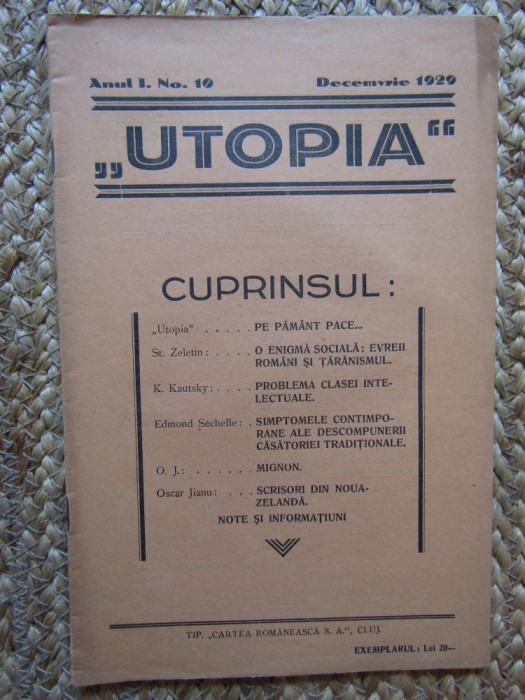 Anul I. No. 10 Decemvrie 1929
„UTOPIA“
CUPRINSUL:
„Utopia“ . . . . . PE PĂMÂNT PACE...
St. Zeletin: . . . . O ENIGMĂ SOCIALĂ: EVREII
ROMÂNI ȘI ȚĂRĂNISMUL.
K. Kautsky: . . . . PROBLEMA CLASEI INTE-
LECTUALE.
Edmond Șéchelle: . SIMPTOMELE CONTIMPO-
RANE ALE DESCOMPUNERII
CĂSĂTORIEI TRADIȚIONALE.
O. J.: . . . . . . MIGNON.
Oscar Jianu: . . . SCRISORI DIN NOUA-
ZELANDĂ.
NOTE ȘI INFORMAȚIUNI
TIP. „CARTEA ROMÂNEASCĂ S. A.“, CLUJ.
EXEMPLARUL: Lei 20—